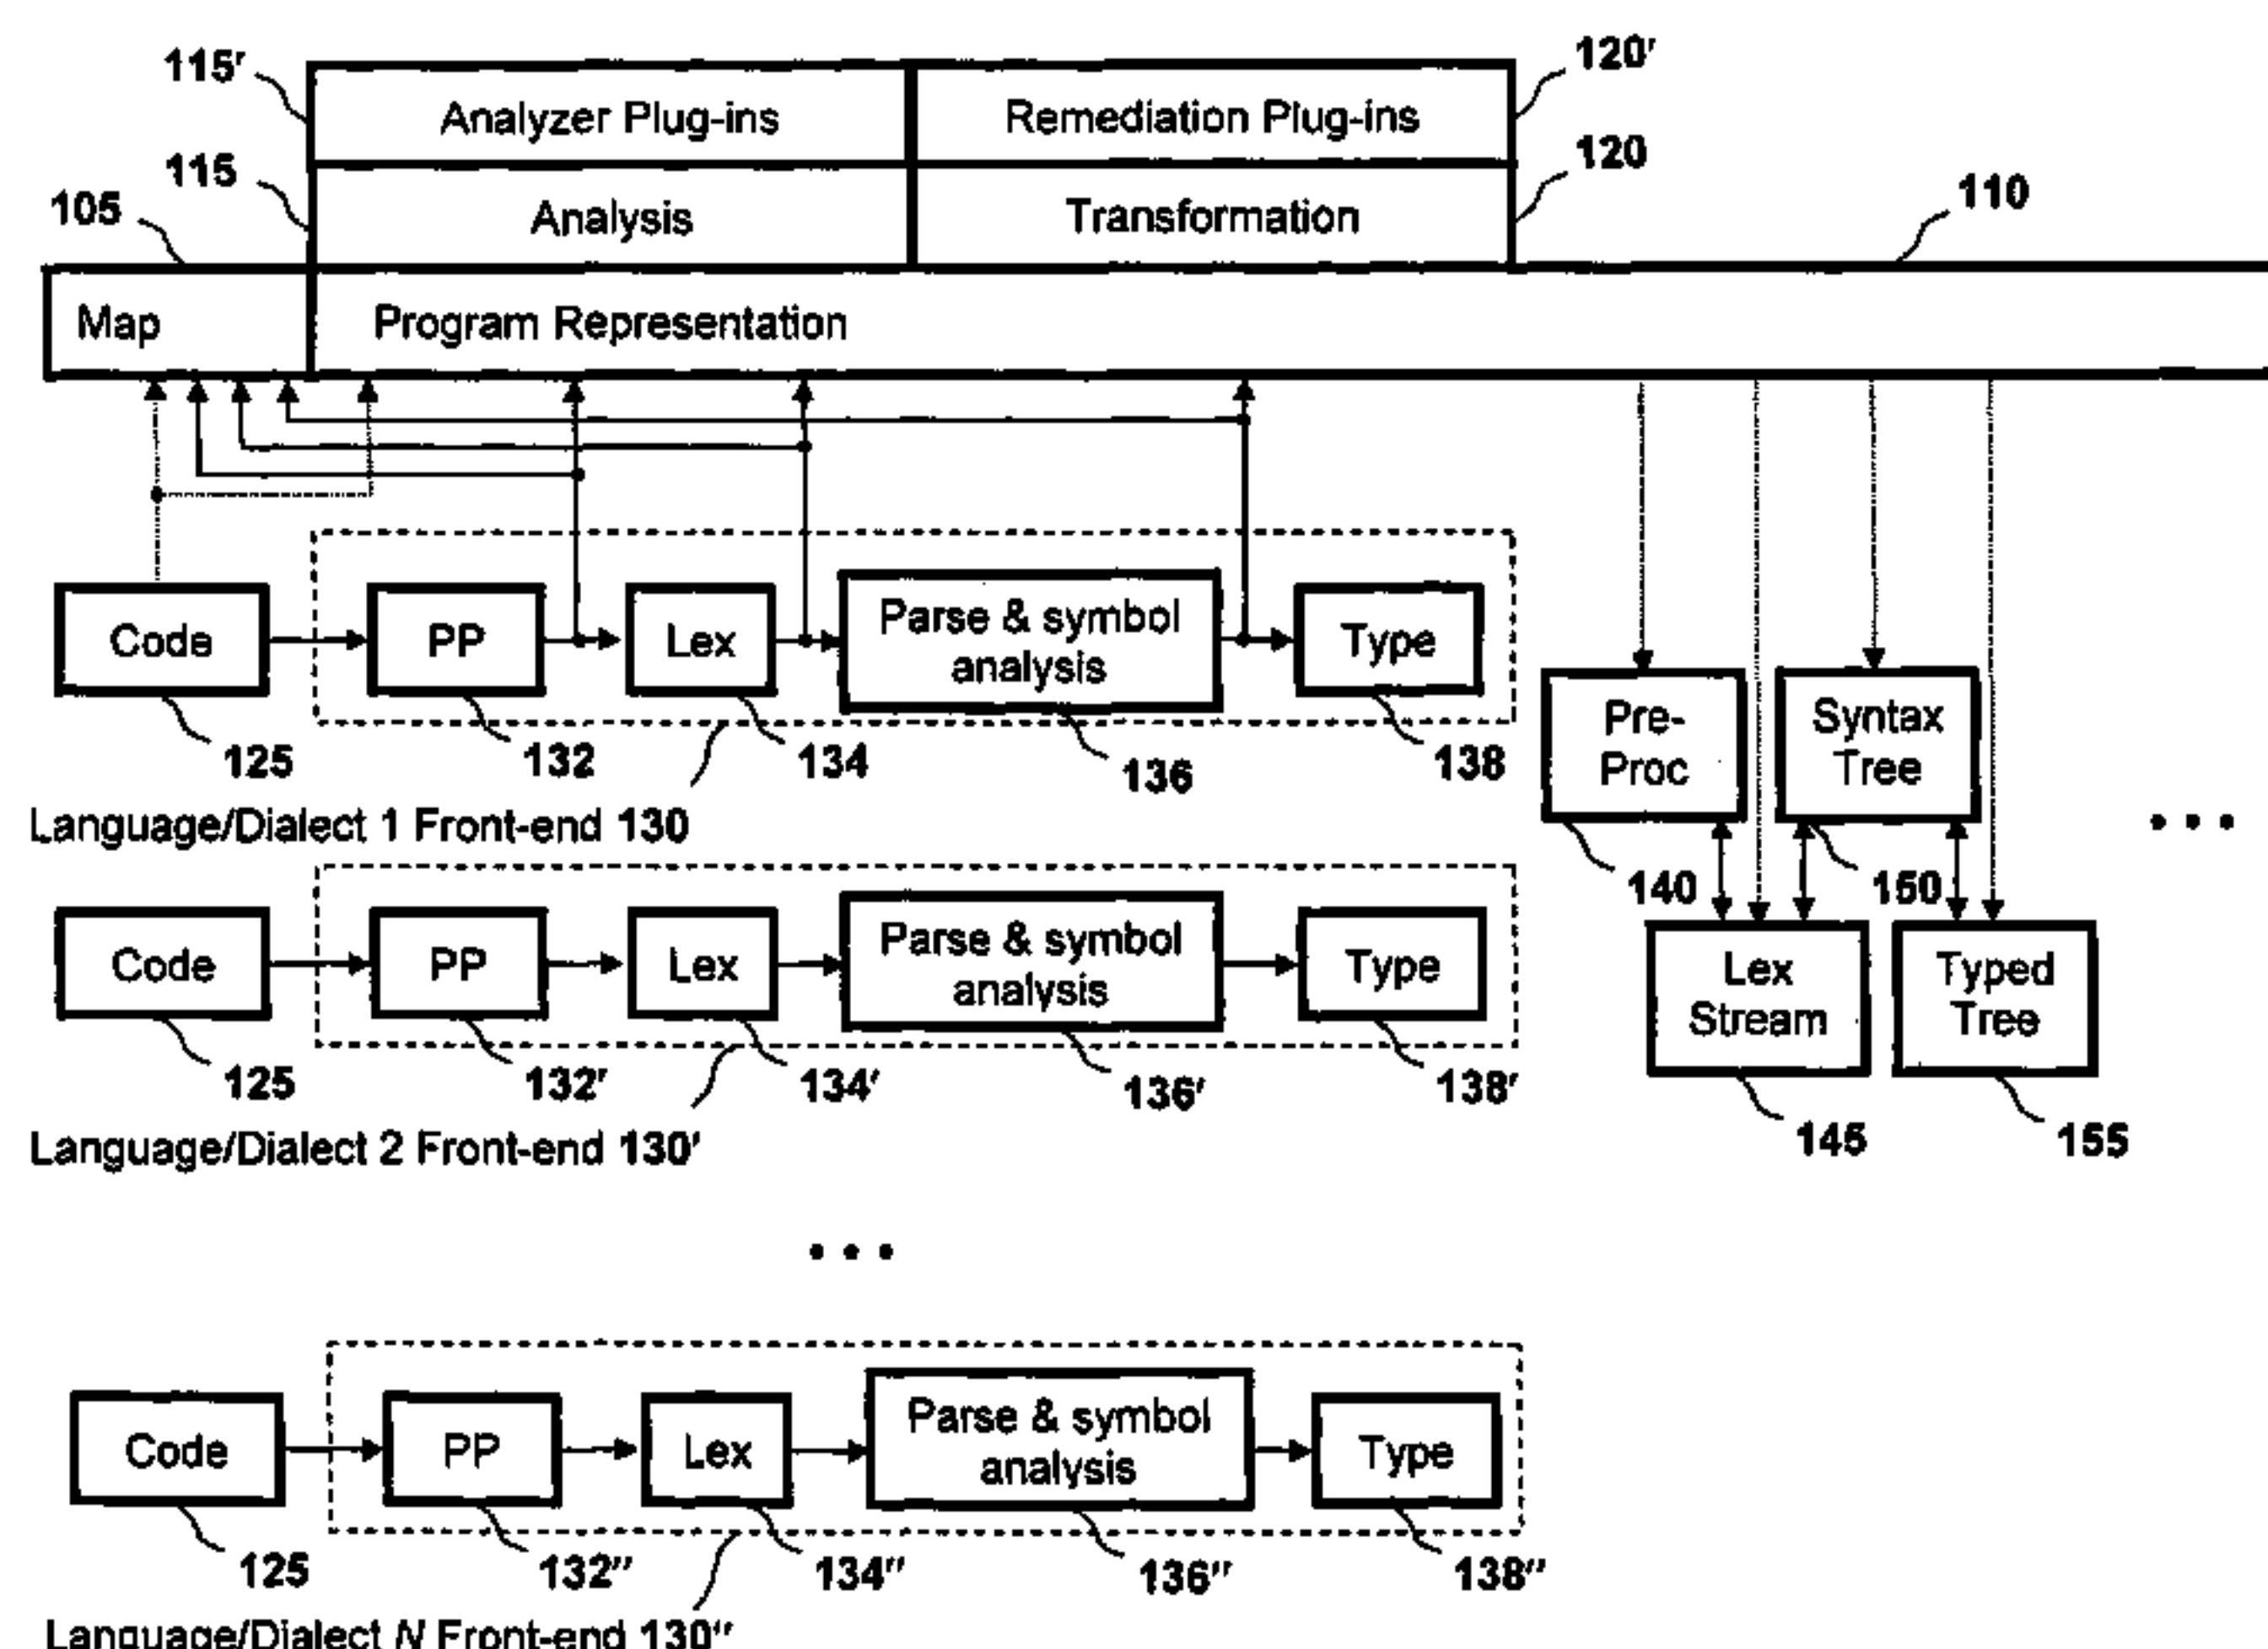 115′
Analyzer Plug-ins
Remediation Plug-ins
120′
115
Analysis
Transformation
120
105
110
Map
Program Representation
Code
PP
Lex
Parse & symbol
analysis
Type
125
132
134
136
138
Language/Dialect 1 Front-end 130
Pre-
Proc
Syntax
Tree
140
150
Lex
Stream
Typed
Tree
145
155
• • •
Code
PP
Lex
Parse & symbol
analysis
Type
125
132′
134′
136′
138′
Language/Dialect 2 Front-end 130′
• • •
Code
PP
Lex
Parse & symbol
analysis
Type
125
132″
134″
136″
138″
Language/Dialect N Front-end 130″